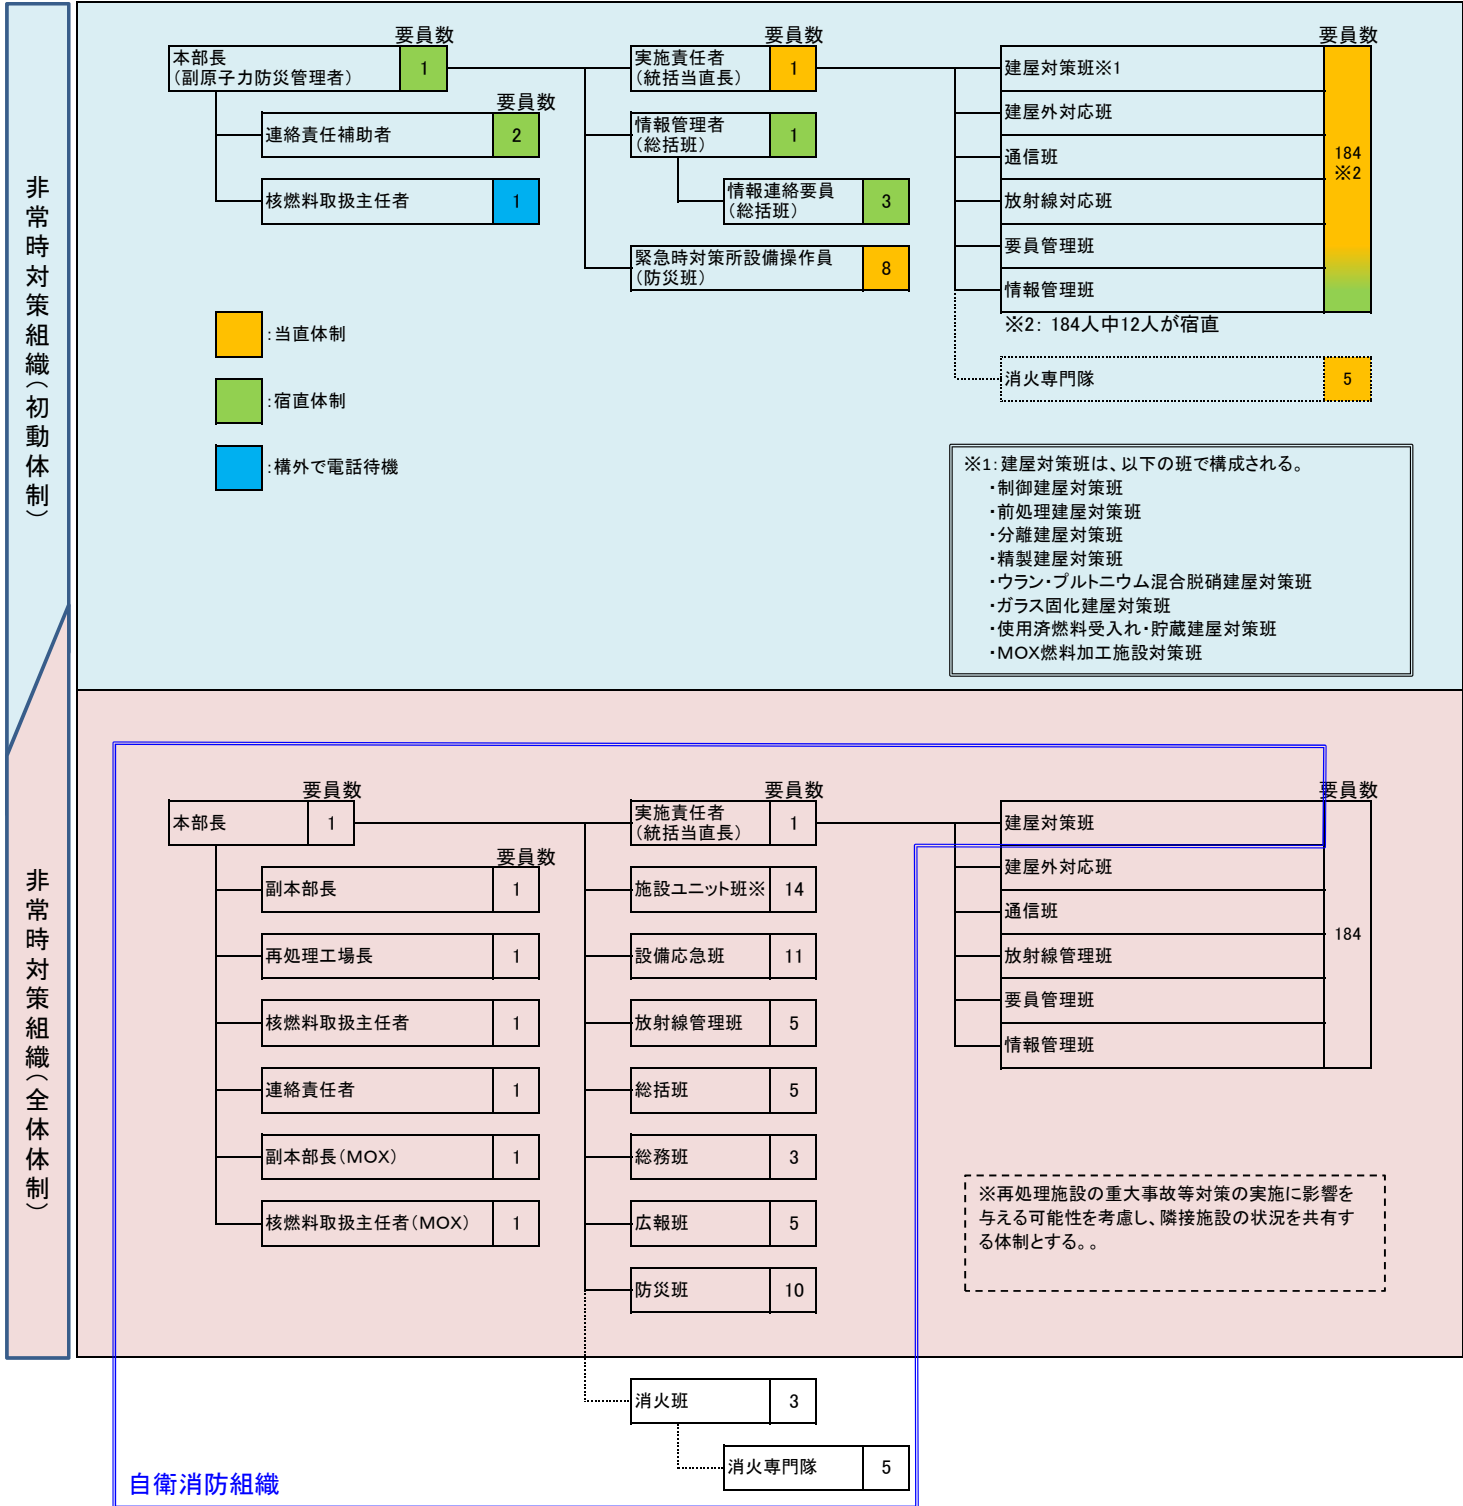 非常時対策組織（初動体制）
要員数
本部長
（副原子力防災管理者）
1
要員数
連絡責任補助者
2
核燃料取扱主任者
1
要員数
実施責任者
（統括当直長）
1
情報管理者
（総括班）
1
情報連絡要員
（総括班）
3
緊急時対策所設備操作員
（防災班）
8
要員数
建屋対策班※1
建屋外対応班
通信班
放射線対応班
要員管理班
情報管理班
184
※2
※2： 184人中12人が宿直
消火専門隊
5
：当直体制
：宿直体制
：構外で電話待機
※1：建屋対策班は、以下の班で構成される。
・制御建屋対策班
・前処理建屋対策班
・分離建屋対策班
・精製建屋対策班
・ウラン・プルトニウム混合脱硝建屋対策班
・ガラス固化建屋対策班
・使用済燃料受入れ・貯蔵建屋対策班
・MOX燃料加工施設対策班
非常時対策組織（全体体制）
要員数
本部長
1
要員数
副本部長
1
再処理工場長
1
核燃料取扱主任者
1
連絡責任者
1
副本部長（MOX）
1
核燃料取扱主任者（MOX）
1
要員数
実施責任者
（統括当直長）
1
施設ユニット班※
14
設備応急班
11
放射線管理班
5
総括班
5
総務班
3
広報班
5
防災班
10
要員数
建屋対策班
建屋外対応班
通信班
放射線管理班
要員管理班
情報管理班
184
※再処理施設の重大事故等対策の実施に影響を
与える可能性を考慮し、隣接施設の状況を共有す
る体制とする。。
消火班
3
消火専門隊
5
自衛消防組織